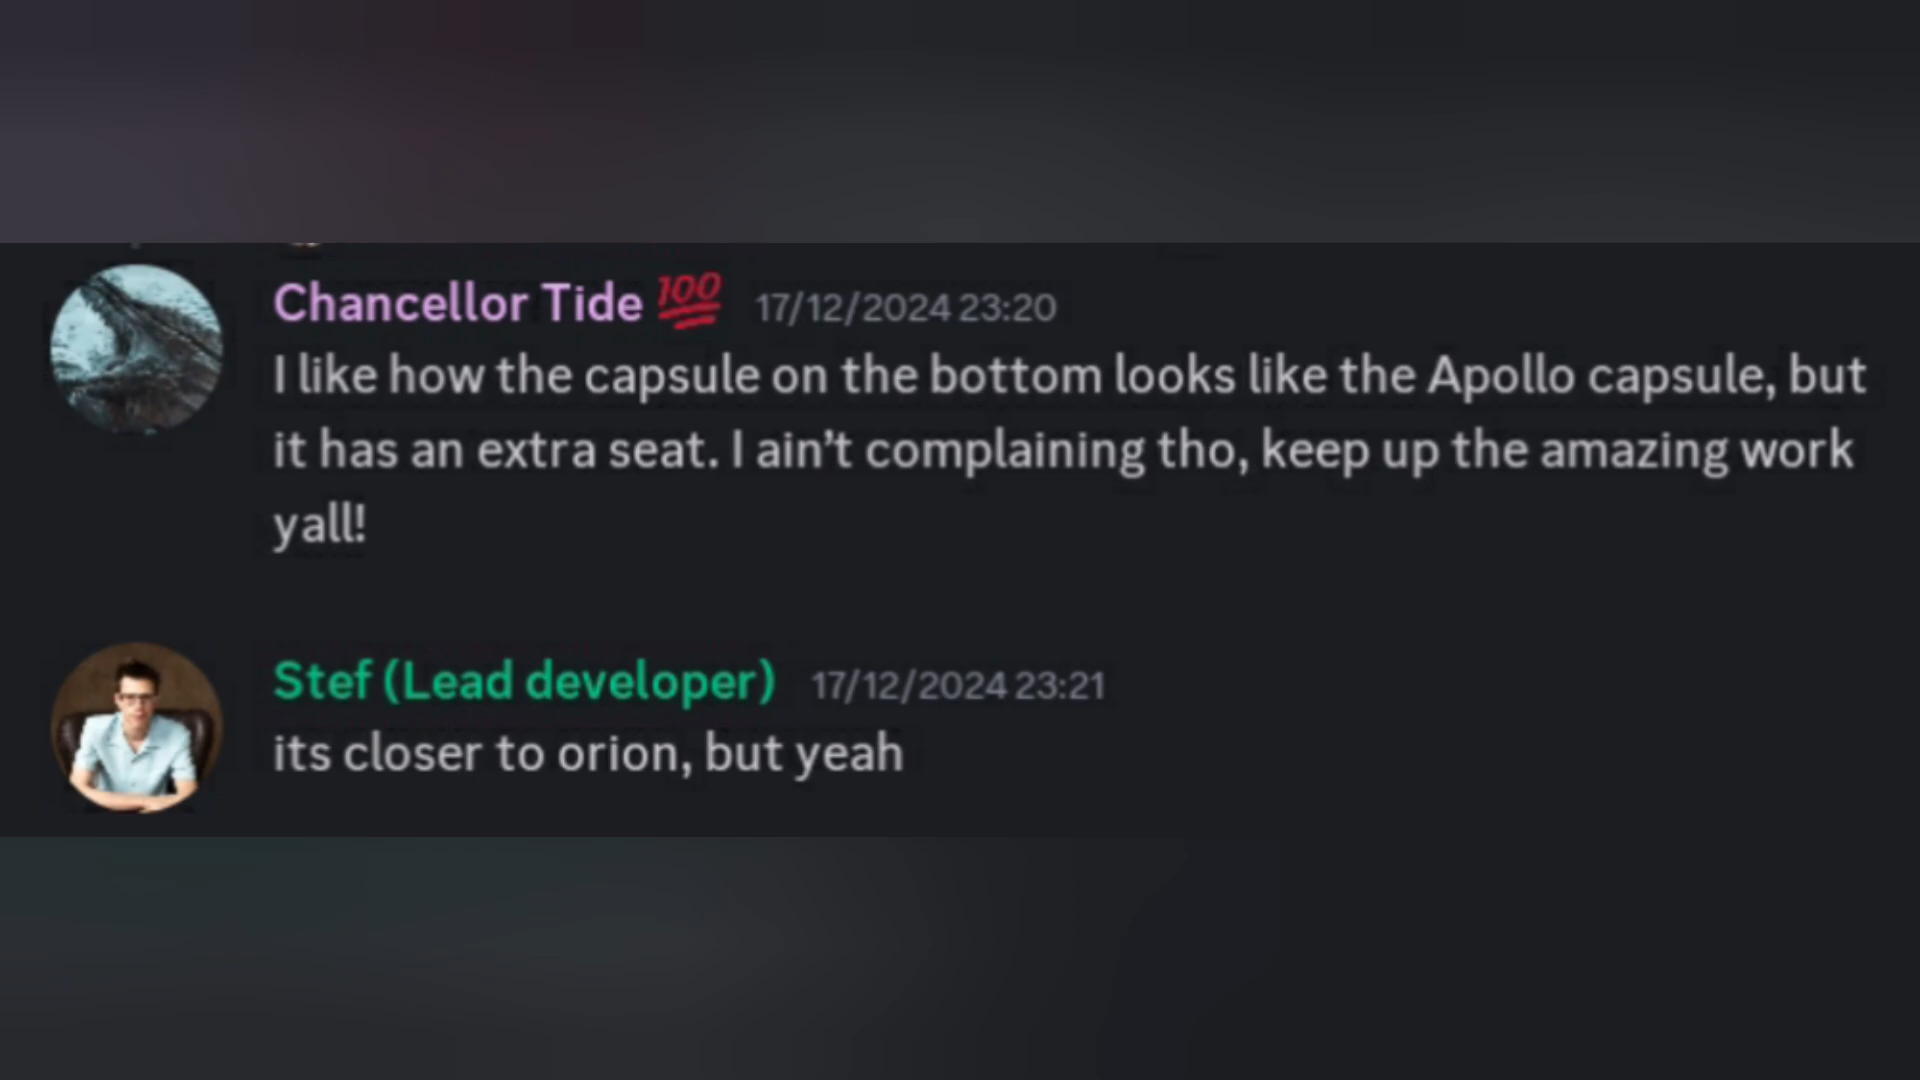 Chancellor Tide 💯 17/12/2024 23:20
I like how the capsule on the bottom looks like the Apollo capsule, but
it has an extra seat. I ain’t complaining tho, keep up the amazing work
yall!
Stef (Lead developer) 17/12/2024 23:21
its closer to orion, but yeah